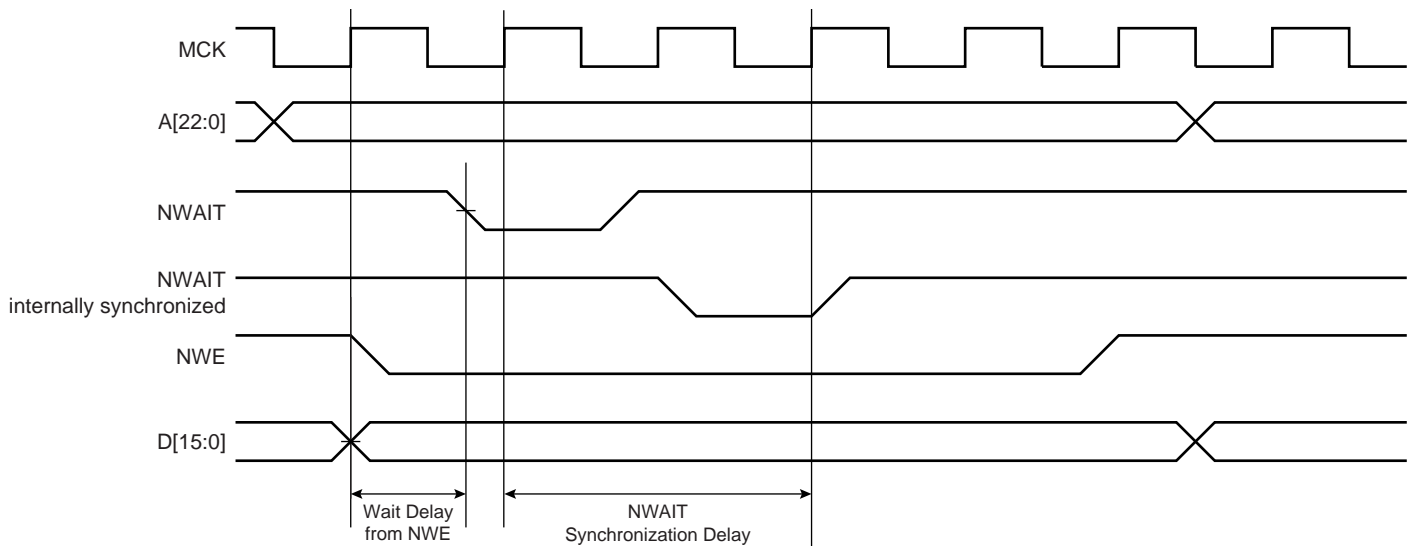 MCK
A[22:0]
NWAIT
NWAIT
internally synchronized
NWE
D[15:0]
Wait Delay
from NWE
NWAIT
Synchronization Delay